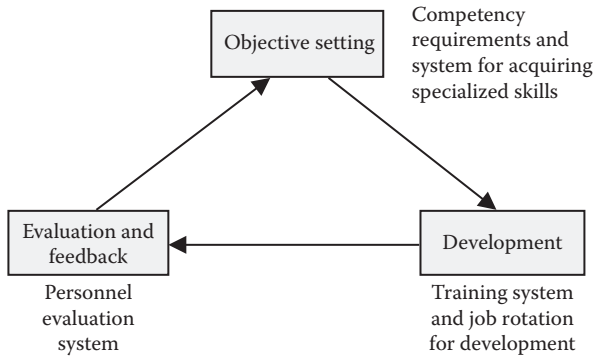 Objective setting
Competency
requirements and
system for acquiring
specialized skills
Evaluation and
feedback
Personnel
evaluation
system
Development
Training system
and job rotation
for development